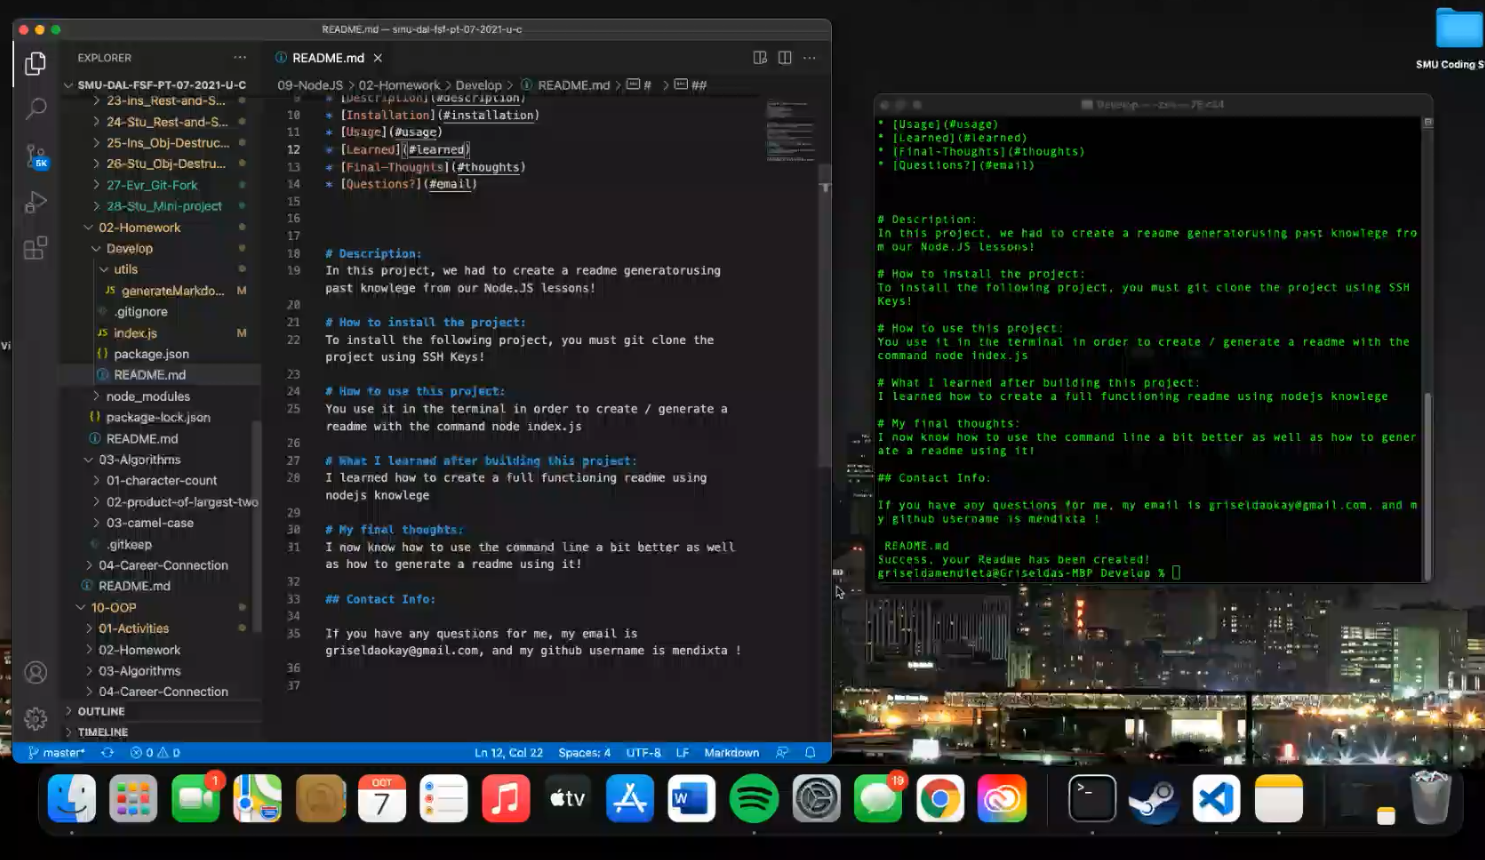 README.md — smu-dal-fsf-pt-07-2021-u-c
EXPLORER
README.md
SMU-DAL-FSF-PT-07-2021-U-C
09-NodeJS > 02-Homework > Develop > README.md > # > ##
23-Ins_Rest-and-S...
24-Stu_Rest-and-S...
25-Ins_Obj-Destruc...
26-Stu_Obj-Destru...
27-Evr_Git-Fork
28-Stu_Mini-project
02-Homework
Develop
utils
JS generateMarkdo... M
.gitignore
JS index.js M
{} package.json
README.md
node_modules
{} package-lock.json
README.md
03-Algorithms
01-character-count
02-product-of-largest-two
03-camel-case
.gitkeep
04-Career-Connection
README.md
10-OOP
01-Activities
02-Homework
03-Algorithms
04-Career-Connection
OUTLINE
TIMELINE
5K
9 * [Description](#description)
10 * [Installation](#installation)
11 * [Usage](#usage)
12 * [Learned](#learned)
13 * [Final-Thoughts](#thoughts)
14 * [Questions?](#email)
15
16
17
18 # Description:
19 In this project, we had to create a readme generatorusing
past knowlege from our Node.JS lessons!
20
21 # How to install the project:
22 To install the following project, you must git clone the
project using SSH Keys!
23
24 # How to use this project:
25 You use it in the terminal in order to create / generate a
readme with the command node index.js
26
27 # What I learned after building this project:
28 I learned how to create a full functioning readme using
nodejs knowlege
29
30 # My final thoughts:
31 I now know how to use the command line a bit better as well
as how to generate a readme using it!
32
33 ## Contact Info:
34
35 If you have any questions for me, my email is
griseldaokay@gmail.com, and my github username is mendixta !
36
37
master* 0 0 Ln 12, Col 22 Spaces: 4 UTF-8 LF Markdown
* [Usage](#usage)
* [Learned](#learned)
* [Final-Thoughts](#thoughts)
* [Questions?](#email)
# Description:
In this project, we had to create a readme generatorusing past knowlege fro
m our Node.JS lessons!
# How to install the project:
To install the following project, you must git clone the project using SSH
Keys!
# How to use this project:
You use it in the terminal in order to create / generate a readme with the
command node index.js
# What I learned after building this project:
I learned how to create a full functioning readme using nodejs knowlege
# My final thoughts:
I now know how to use the command line a bit better as well as how to gener
ate a readme using it!
## Contact Info:
If you have any questions for me, my email is griseldaokay@gmail.com, and m
y github username is mendixta !
README.md
Success, your Readme has been created!
griseldamendieta@Griseldas-MBP Develop %
SMU Coding S
Vi
1
OCT
7
tv
W
19
>_